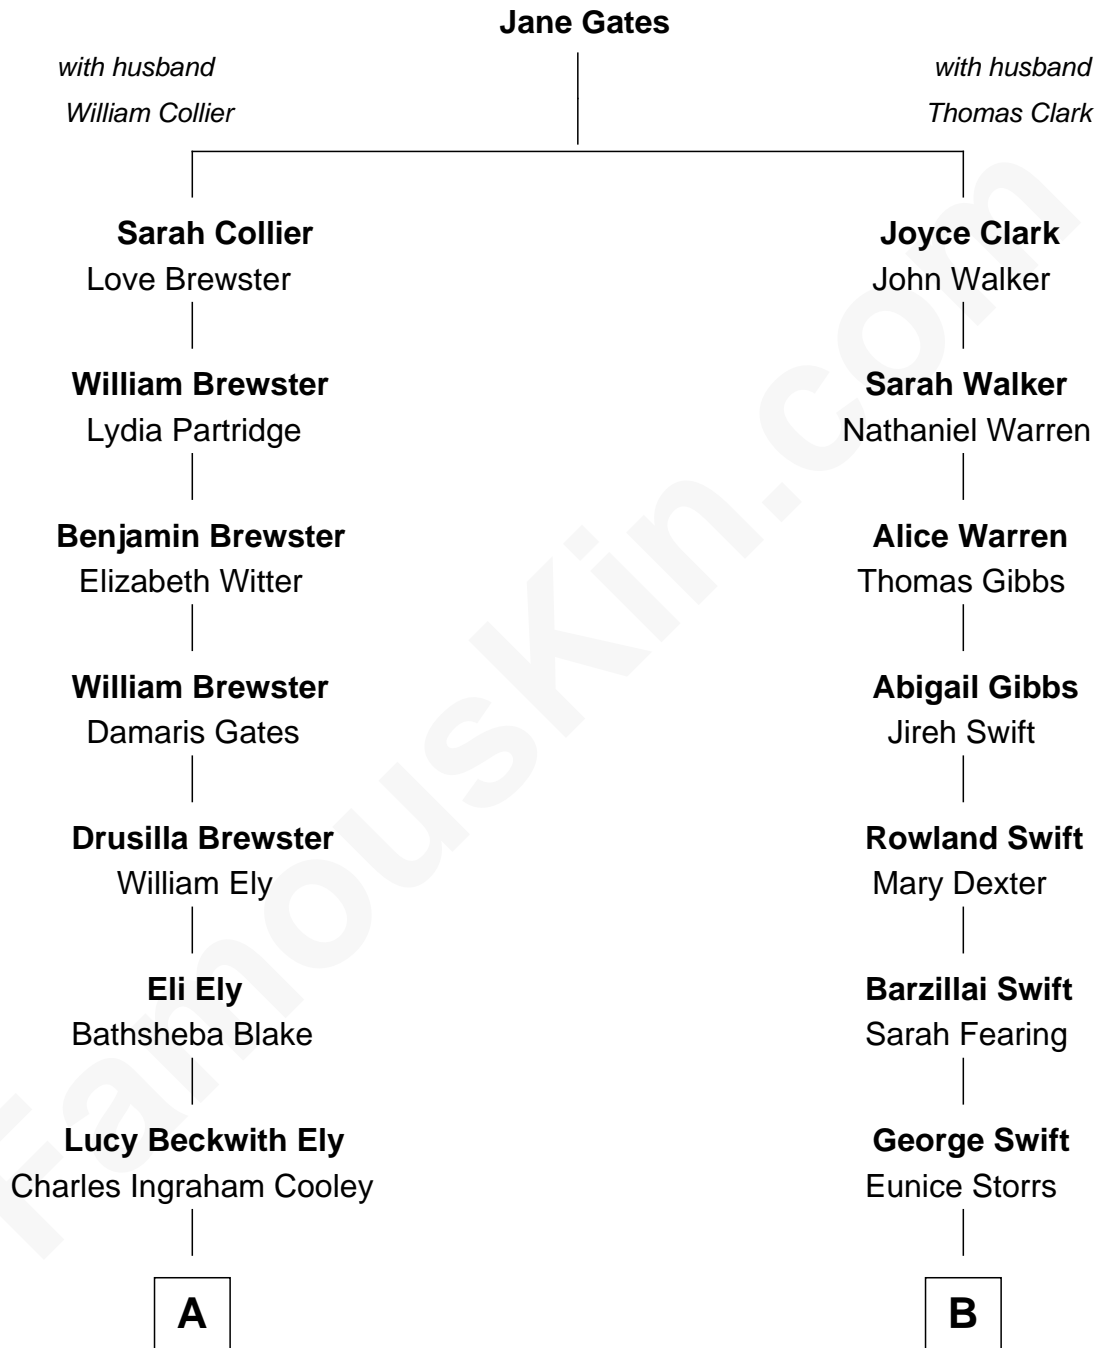 Jane Gates
with husband
William Collier
with husband
Thomas Clark
Sarah Collier
Love Brewster
Joyce Clark
John Walker
William Brewster
Lydia Partridge
Sarah Walker
Nathaniel Warren
Benjamin Brewster
Elizabeth Witter
Alice Warren
Thomas Gibbs
William Brewster
Damaris Gates
Abigail Gibbs
Jireh Swift
Drusilla Brewster
William Ely
Rowland Swift
Mary Dexter
Eli Ely
Bathsheba Blake
Barzillai Swift
Sarah Fearing
Lucy Beckwith Ely
Charles Ingraham Cooley
George Swift
Eunice Storrs
A
B
FamousKin.com